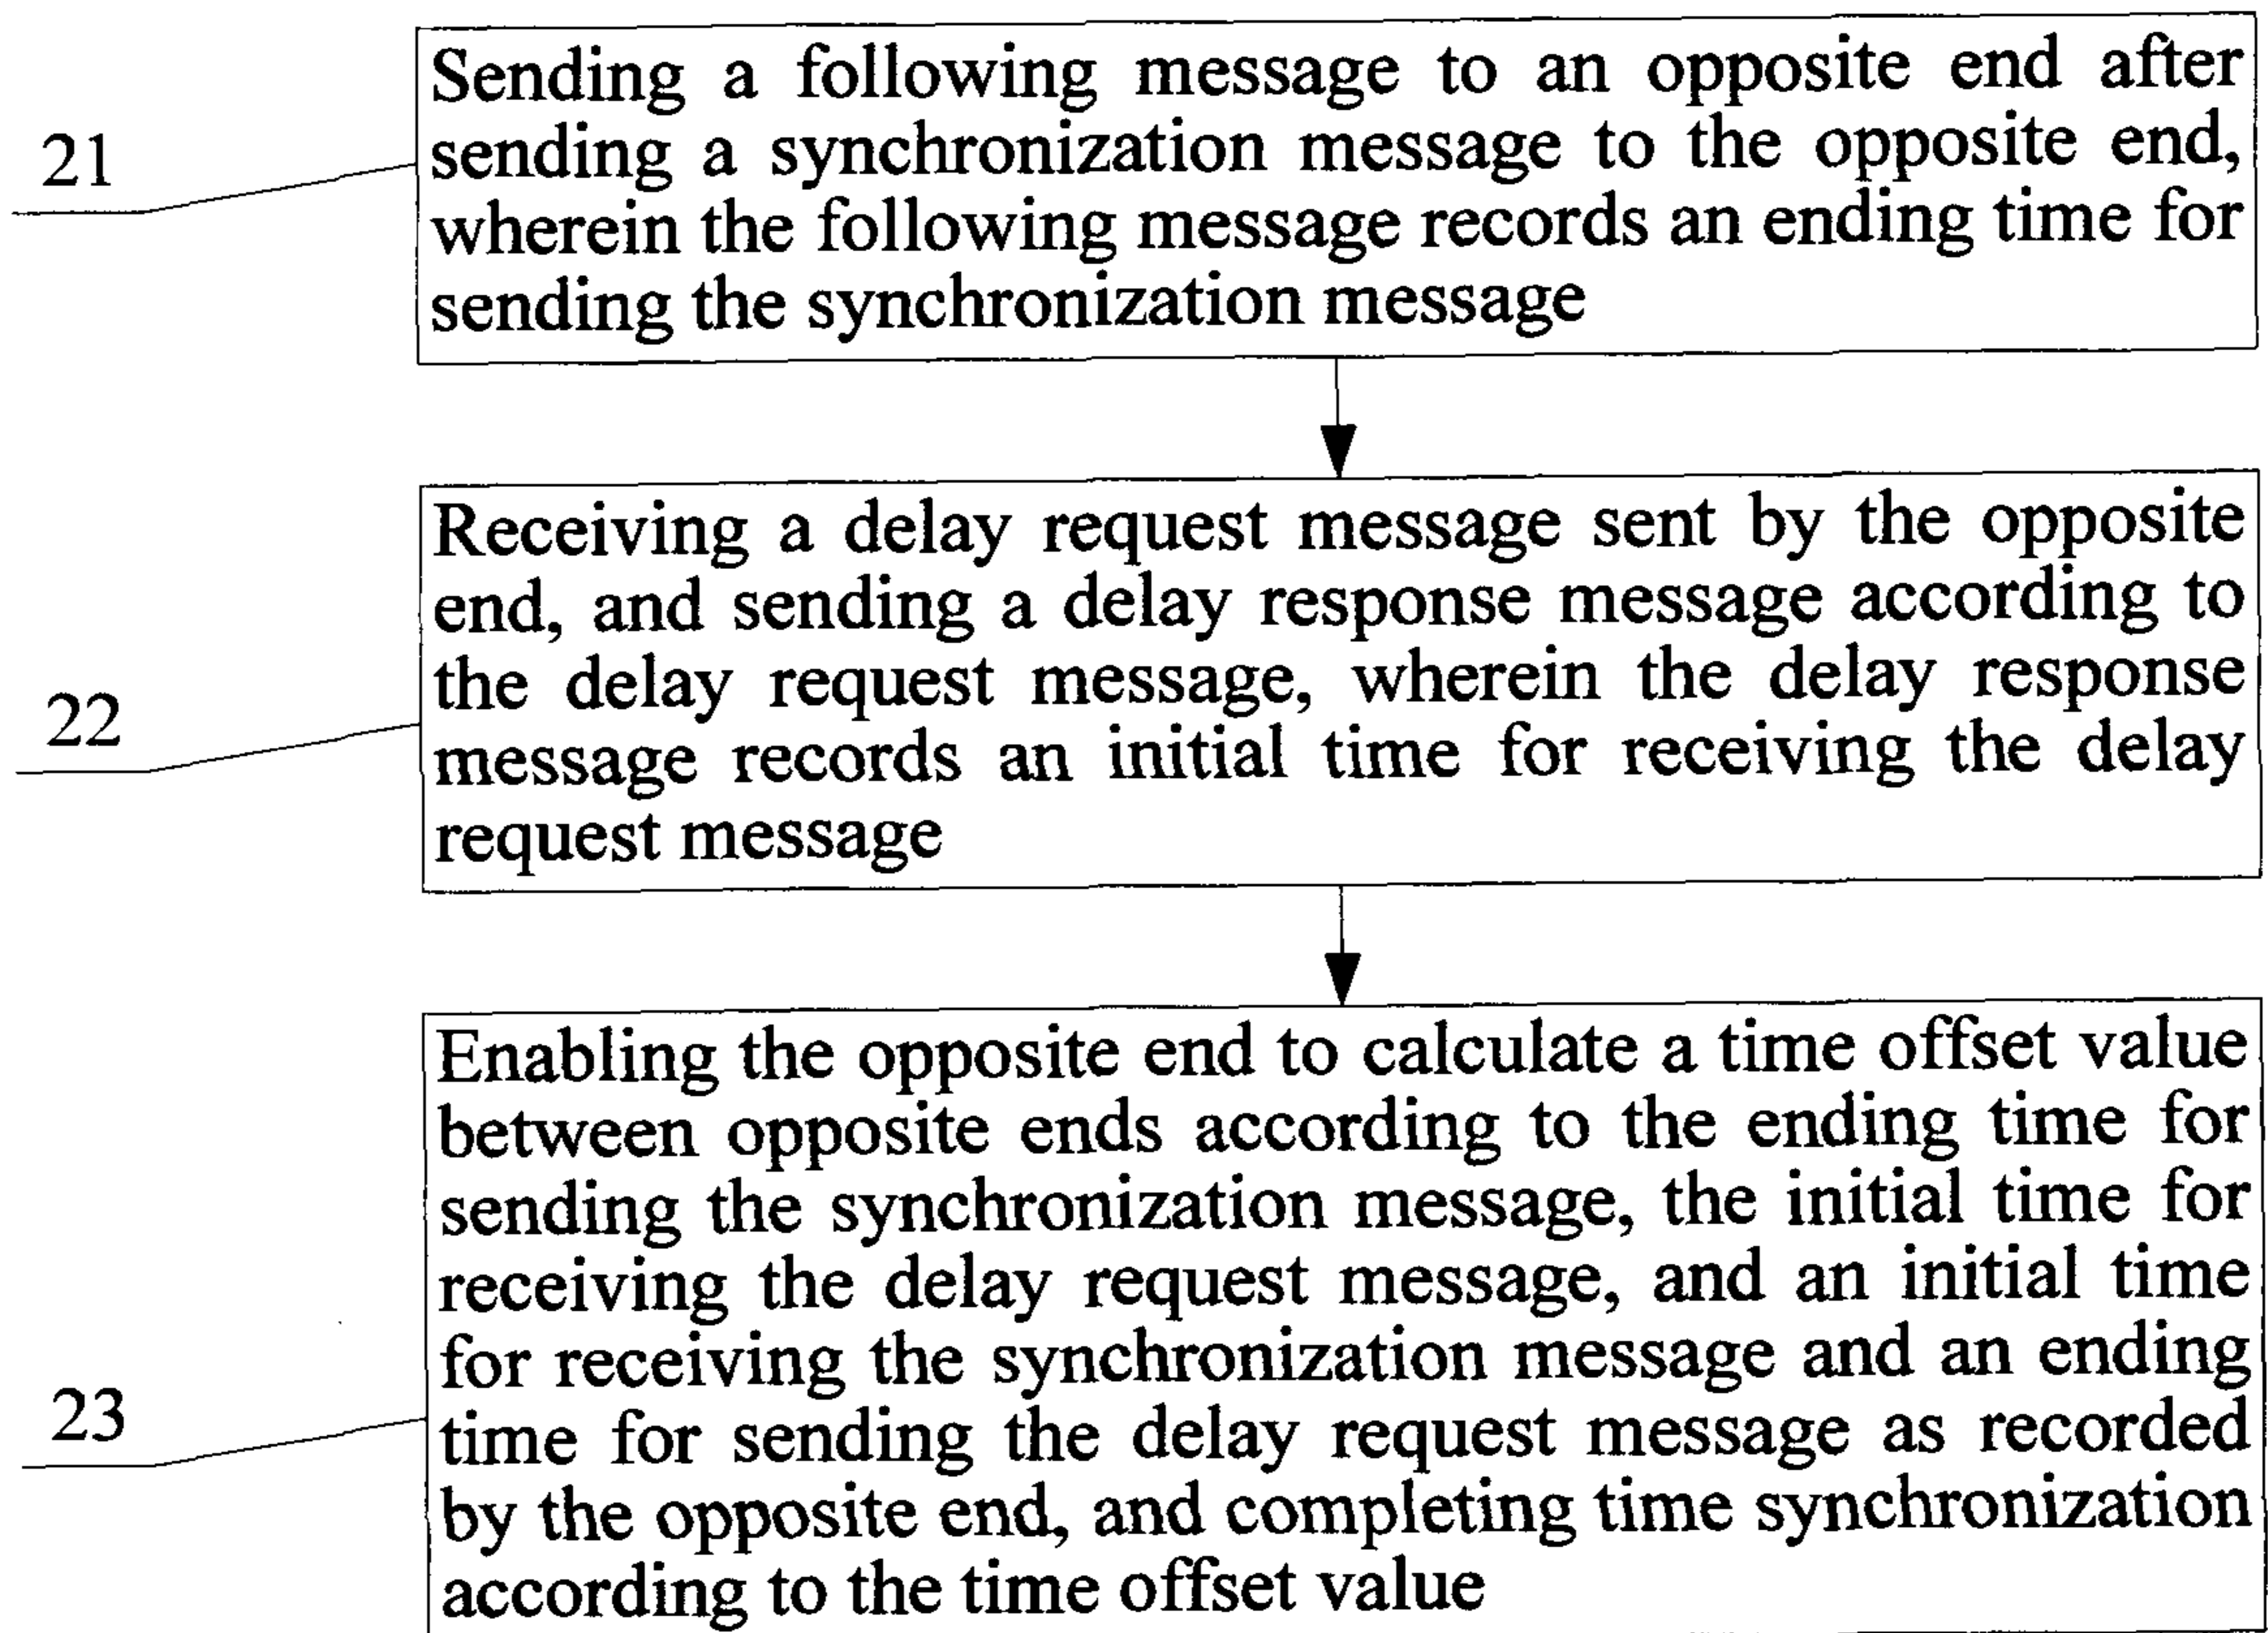 Sending a following message to an opposite end after
sending a synchronization message to the opposite end,
wherein the following message records an ending time for
sending the synchronization message
21
Receiving a delay request message sent by the opposite
end, and sending a delay response message according to
the delay request message, wherein the delay response
message records an initial time for receiving the delay
request message
22
Enabling the opposite end to calculate a time offset value
between opposite ends according to the ending time for
sending the synchronization message, the initial time for
receiving the delay request message, and an initial time
for receiving the synchronization message and an ending
time for sending the delay request message as recorded
by the opposite end, and completing time synchronization
according to the time offset value
23